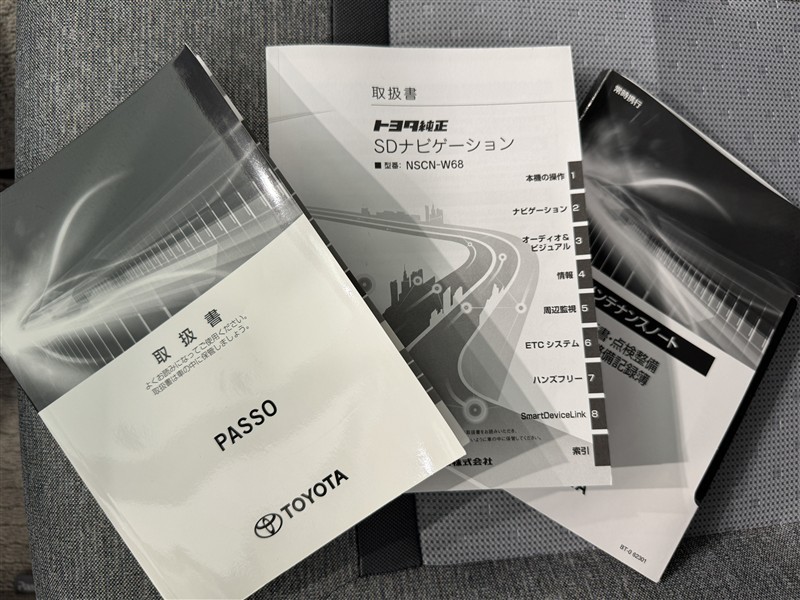 取扱書
よくお読みになってご使用ください。
取扱書は車の中に保管しましょう。
PASSO
TOYOTA
取扱書
トヨタ純正
SDナビゲーション
■ 型番: NSCN-W68
本機の操作 1
ナビゲーション 2
オーディオ&
ビジュアル 3
情報 4
周辺監視 5
ETCシステム 6
ハンズフリー 7
SmartDeviceLink 8
索引
株式会社
常時携行
ンテナンスノート
書・点検整備
備記録簿